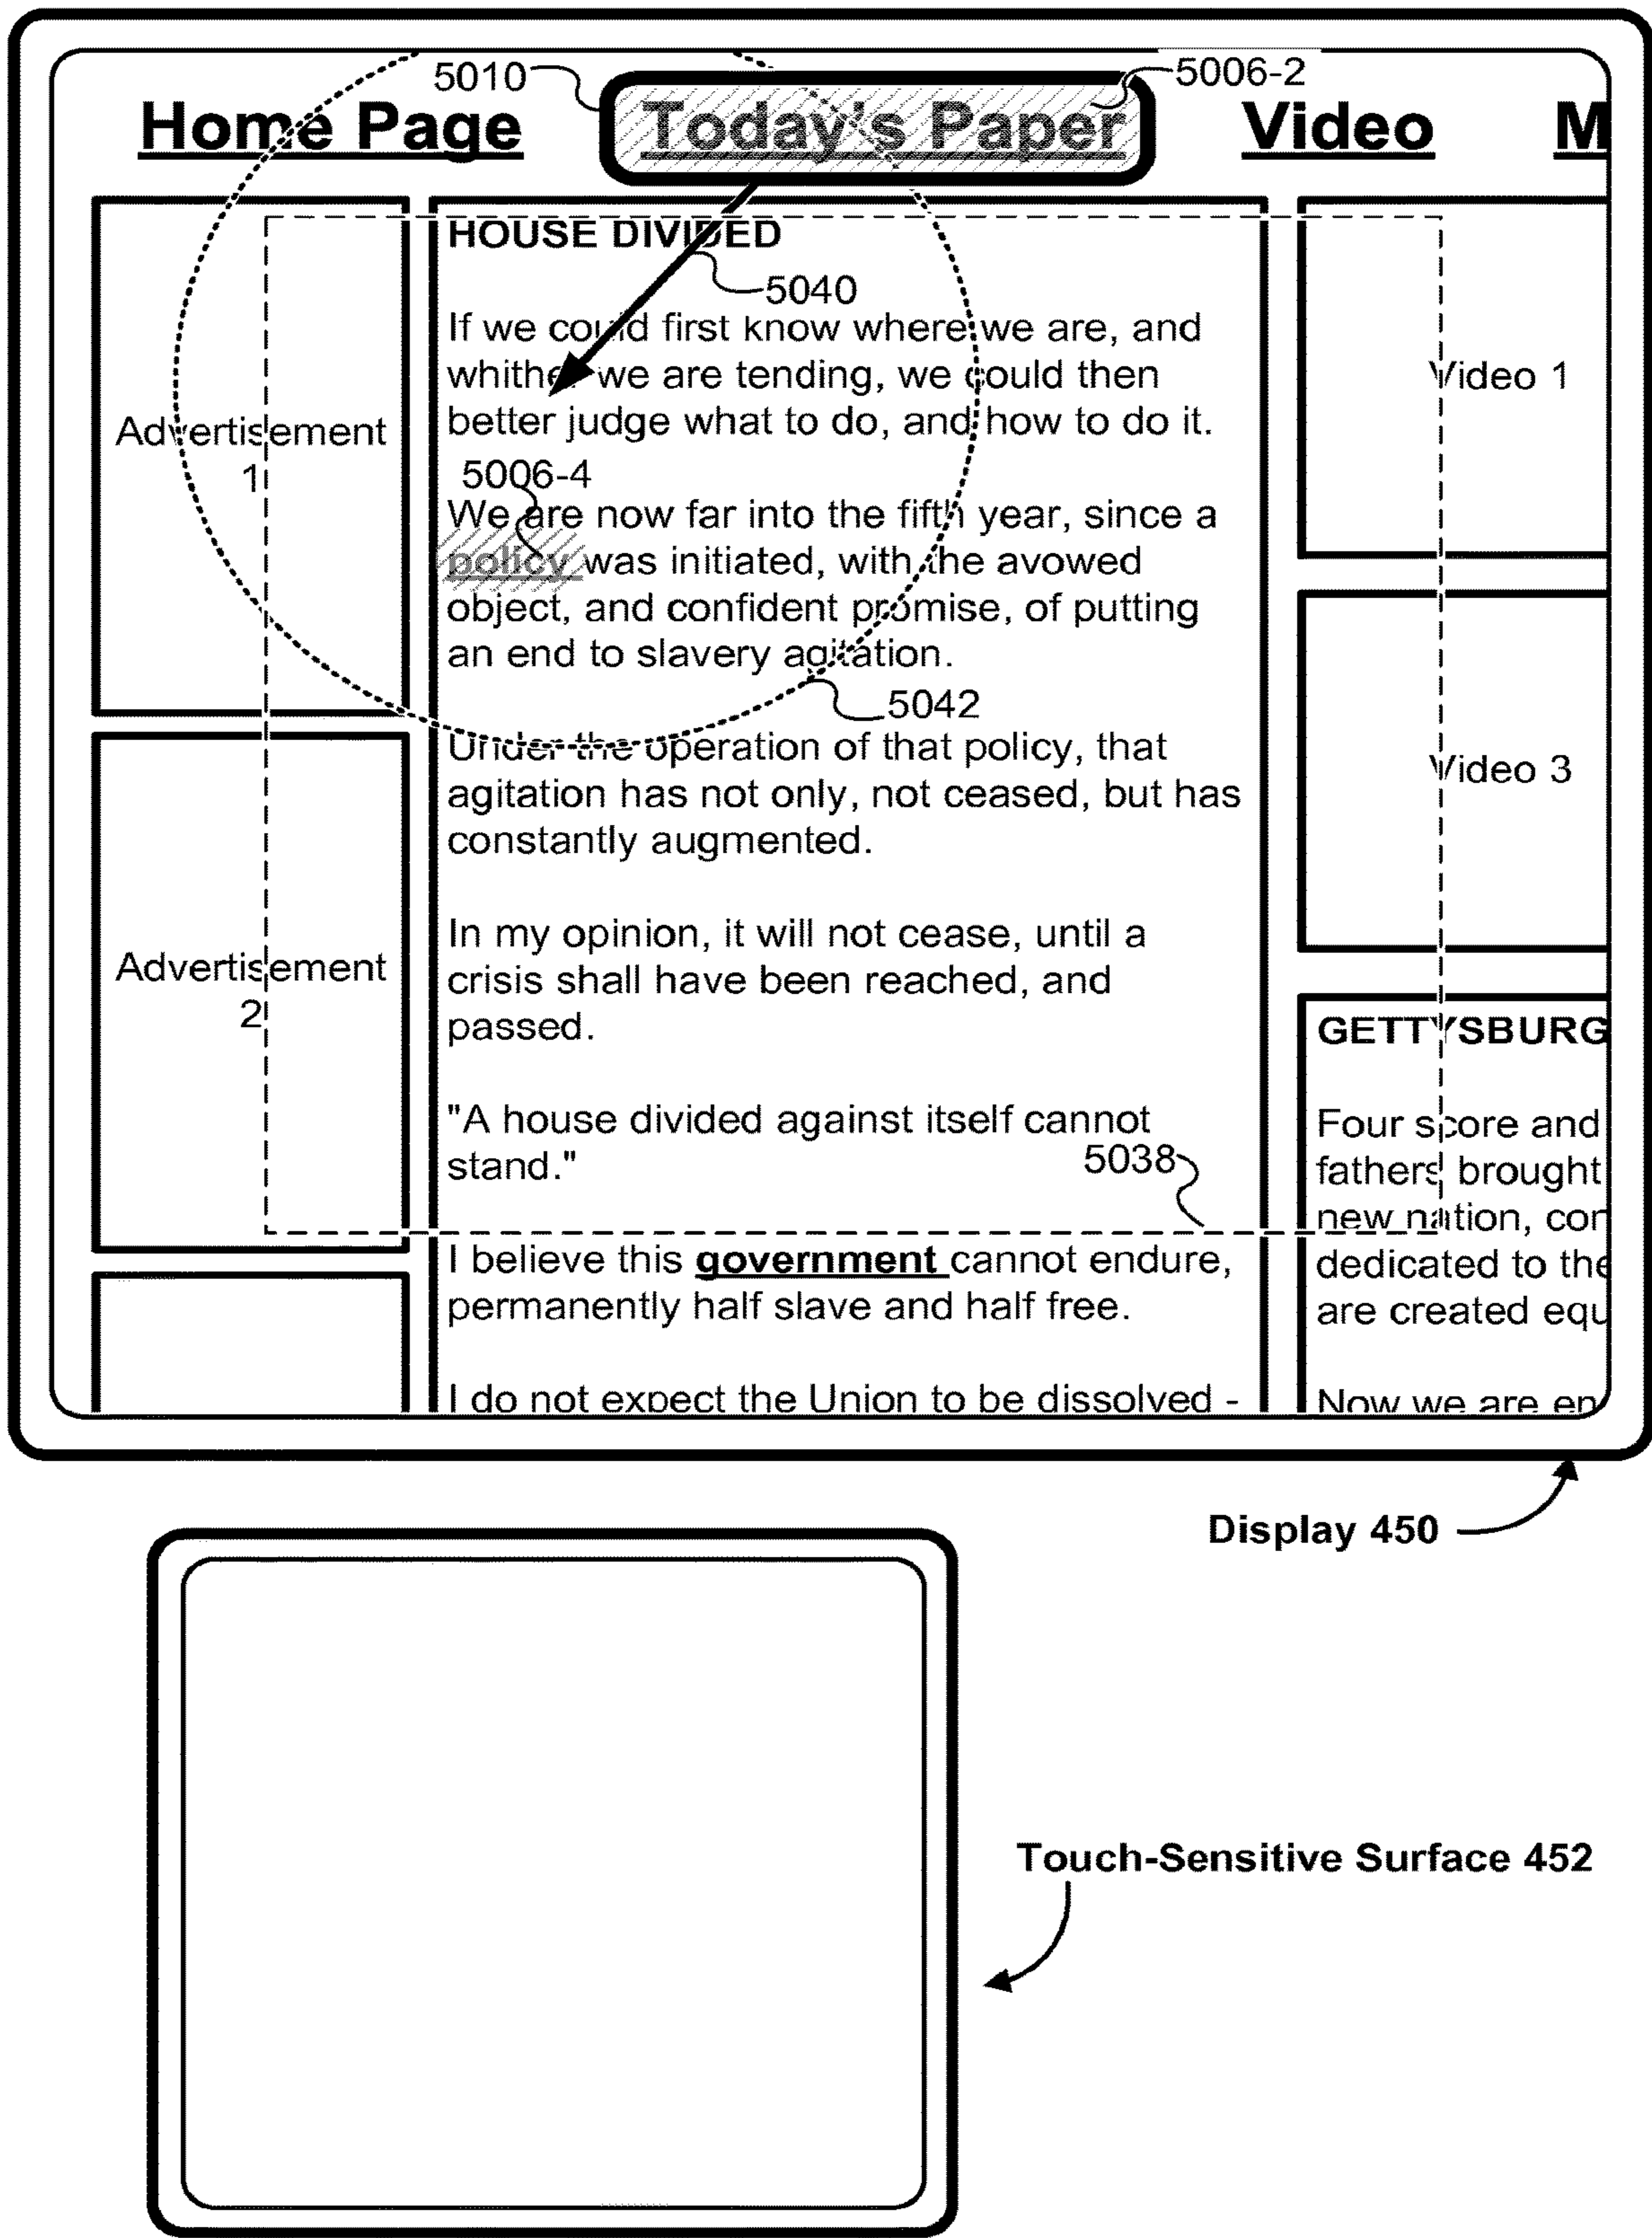 5010
5006-2
Home Page
Today's Paper
Video
M
HOUSE DIVIDED
5040
If we could first know where we are, and
whither we are tending, we could then
better judge what to do, and how to do it.
5006-4
We are now far into the fifth year, since a
policy was initiated, with the avowed
object, and confident promise, of putting
an end to slavery agitation.
5042
Under the operation of that policy, that
agitation has not only, not ceased, but has
constantly augmented.
In my opinion, it will not cease, until a
crisis shall have been reached, and
passed.
"A house divided against itself cannot
stand."
5038
I believe this government cannot endure,
permanently half slave and half free.
I do not expect the Union to be dissolved -
Advertisement
1
Advertisement
2
Video 1
Video 3
GETTYSBURG
Four score and
fathers brought
new nation, con
dedicated to the
are created equ
Now we are en
Display 450
Touch-Sensitive Surface 452